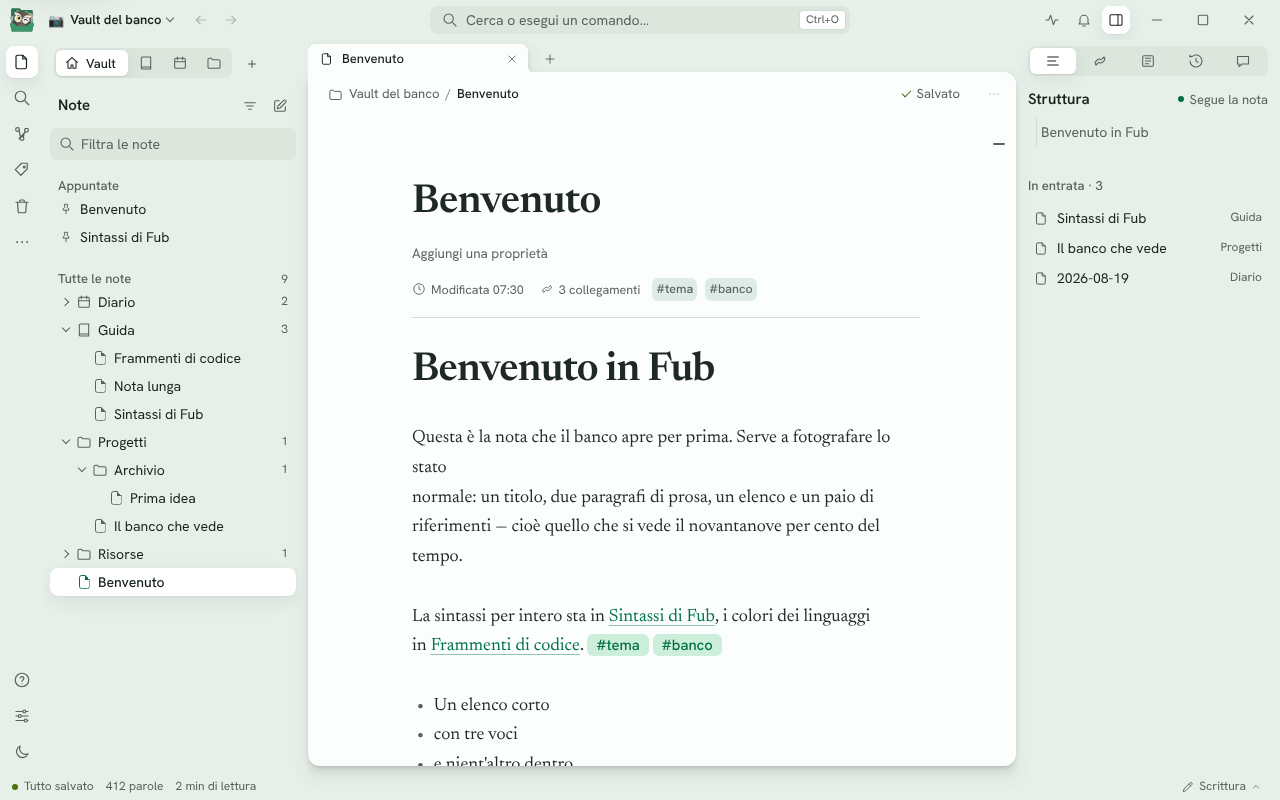 Vault del banco
Cerca o esegui un comando...
Ctrl+O
Vault
Note
Filtra le note
Appuntate
Benvenuto
Sintassi di Fub
Tutte le note 9
Diario 2
Guida 3
Frammenti di codice
Nota lunga
Sintassi di Fub
Progetti 1
Archivio 1
Prima idea
Il banco che vede
Risorse 1
Benvenuto
Tutto salvato 412 parole 2 min di lettura
Benvenuto
Vault del banco / Benvenuto
Salvato
Benvenuto
Aggiungi una proprietà
Modificata 07:30 3 collegamenti #tema #banco
Benvenuto in Fub
Questa è la nota che il banco apre per prima. Serve a fotografare lo
stato
normale: un titolo, due paragrafi di prosa, un elenco e un paio di
riferimenti — cioè quello che si vede il novantanove per cento del
tempo.
La sintassi per intero sta in Sintassi di Fub, i colori dei linguaggi
in Frammenti di codice. #tema #banco
• Un elenco corto
• con tre voci
• e nient'altro dentro
Struttura
Segue la nota
Benvenuto in Fub
In entrata · 3
Sintassi di Fub Guida
Il banco che vede Progetti
2026-08-19 Diario
Scrittura